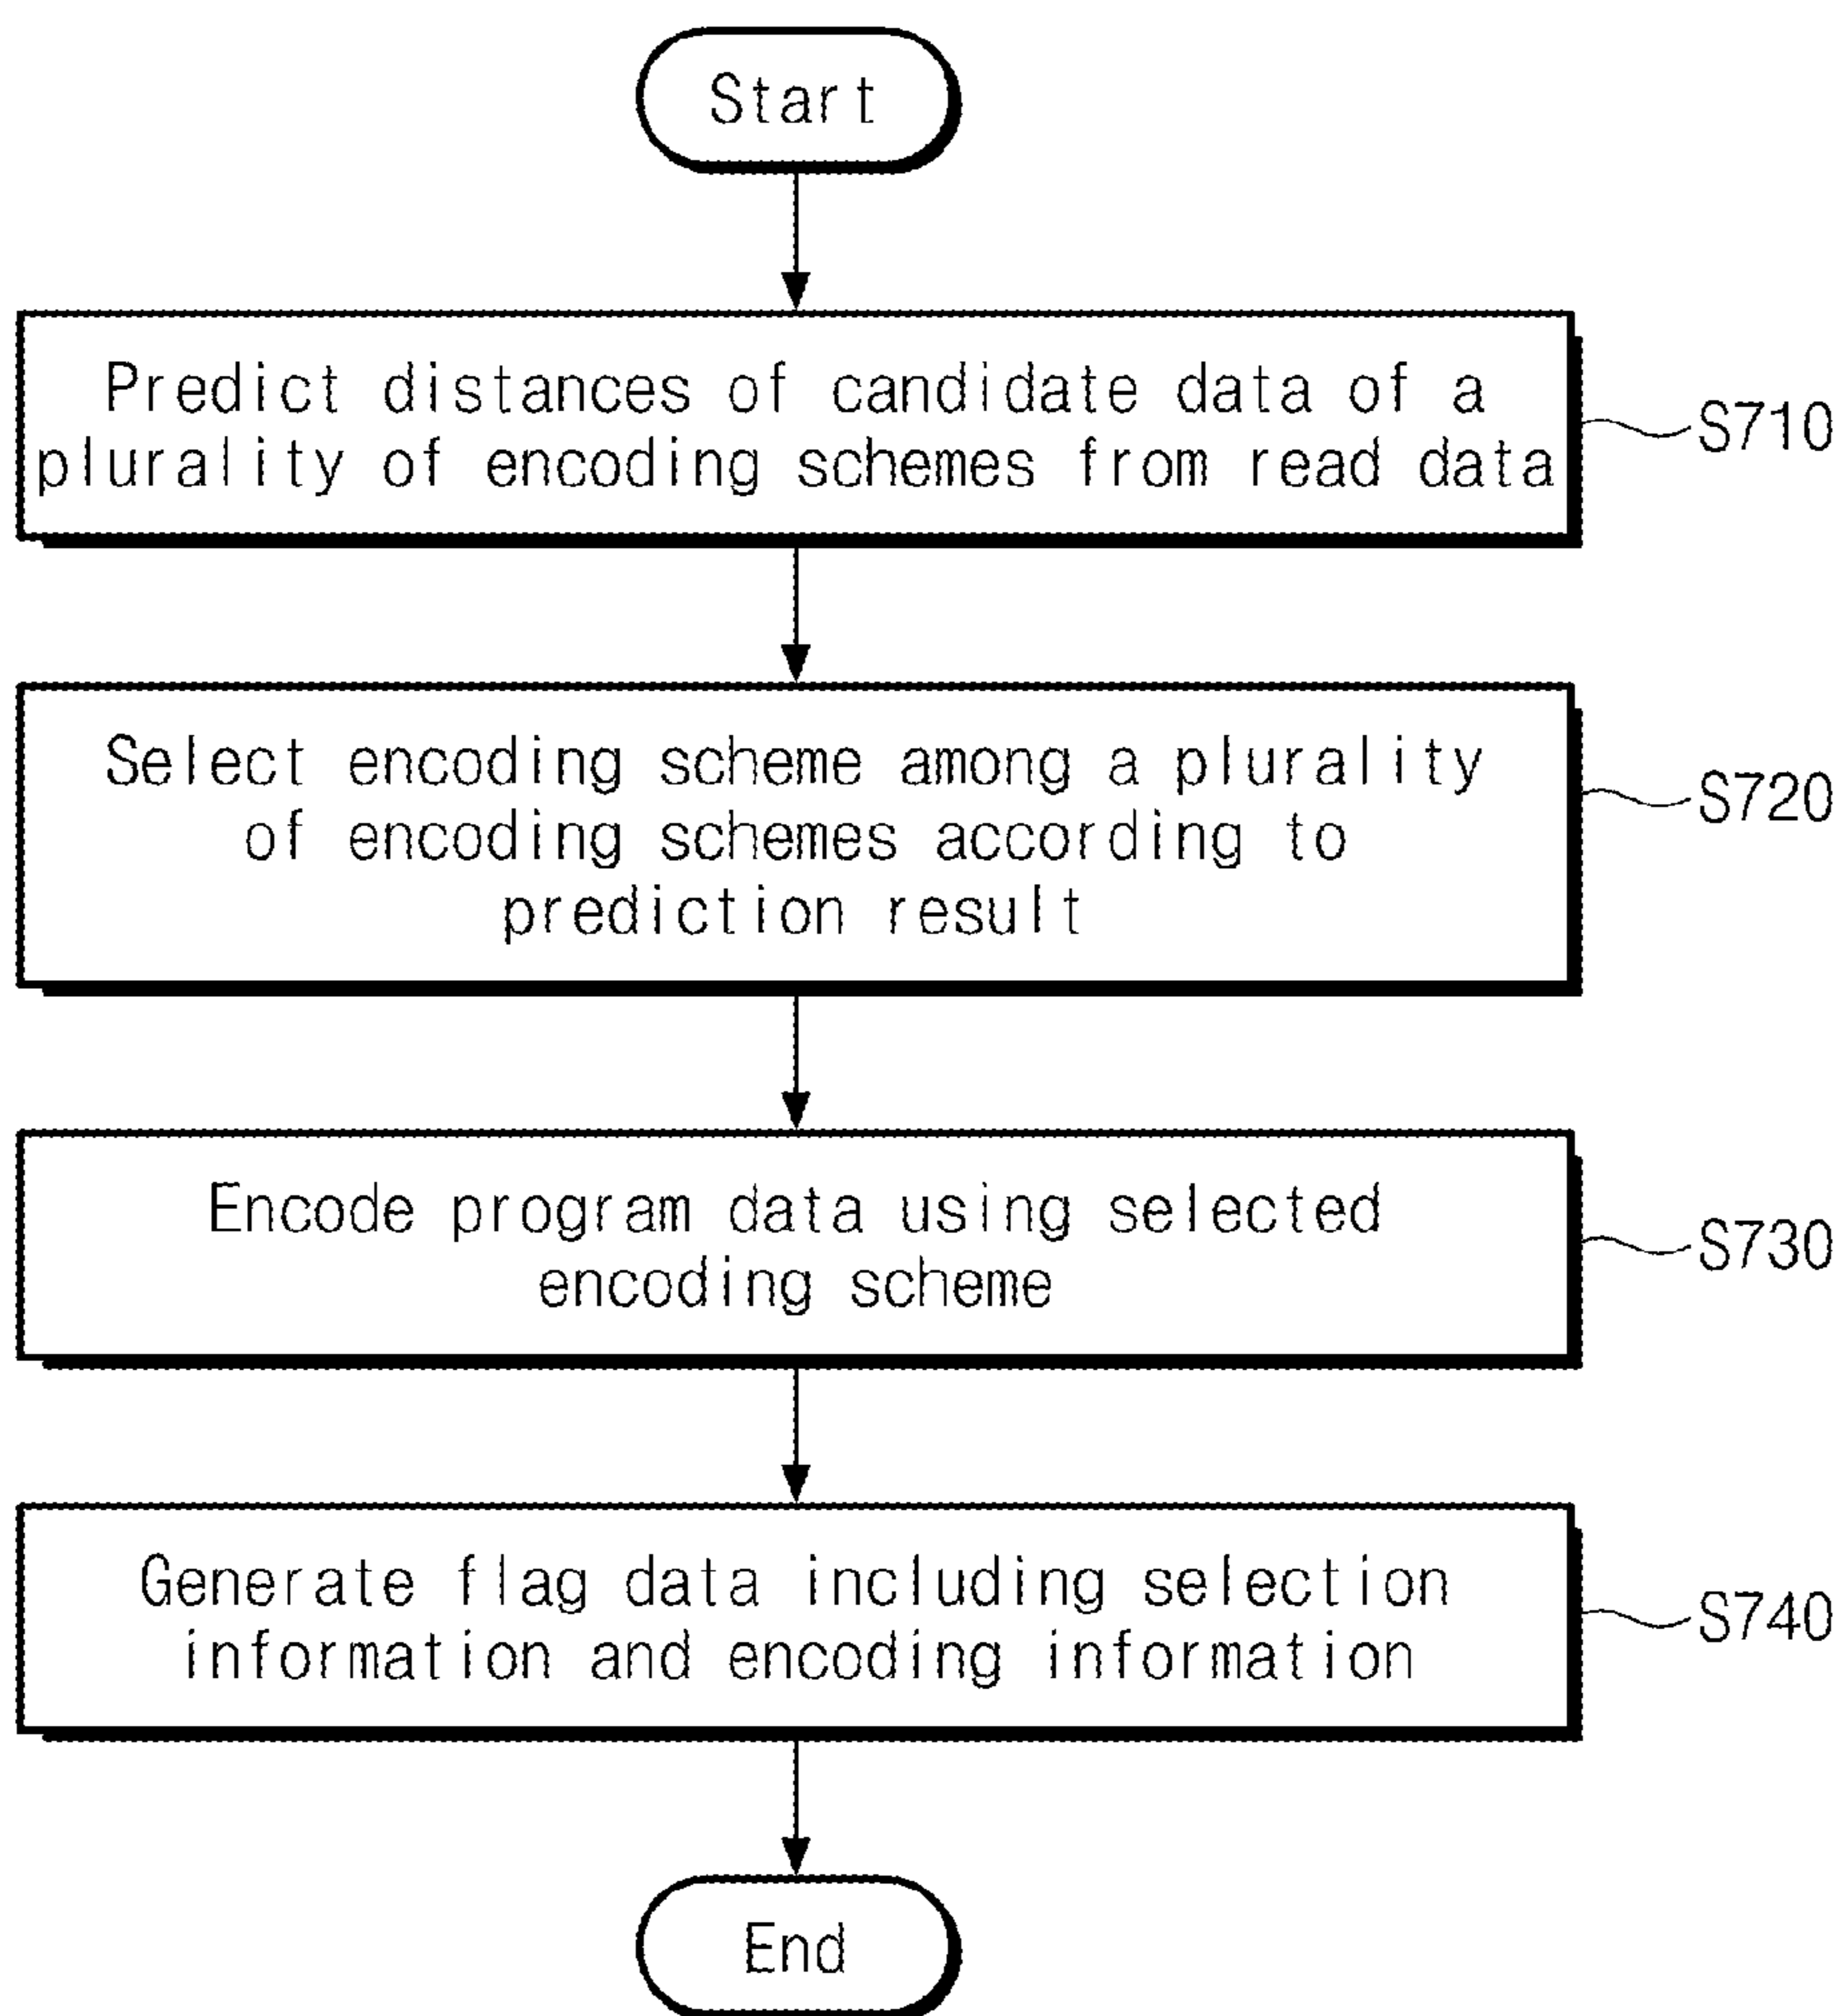 Start
Predict distances of candidate data of a
plurality of encoding schemes from read data
S710
Select encoding scheme among a plurality
of encoding schemes according to
prediction result
S720
Encode program data using selected
encoding scheme
S730
Generate flag data including selection
information and encoding information
S740
End